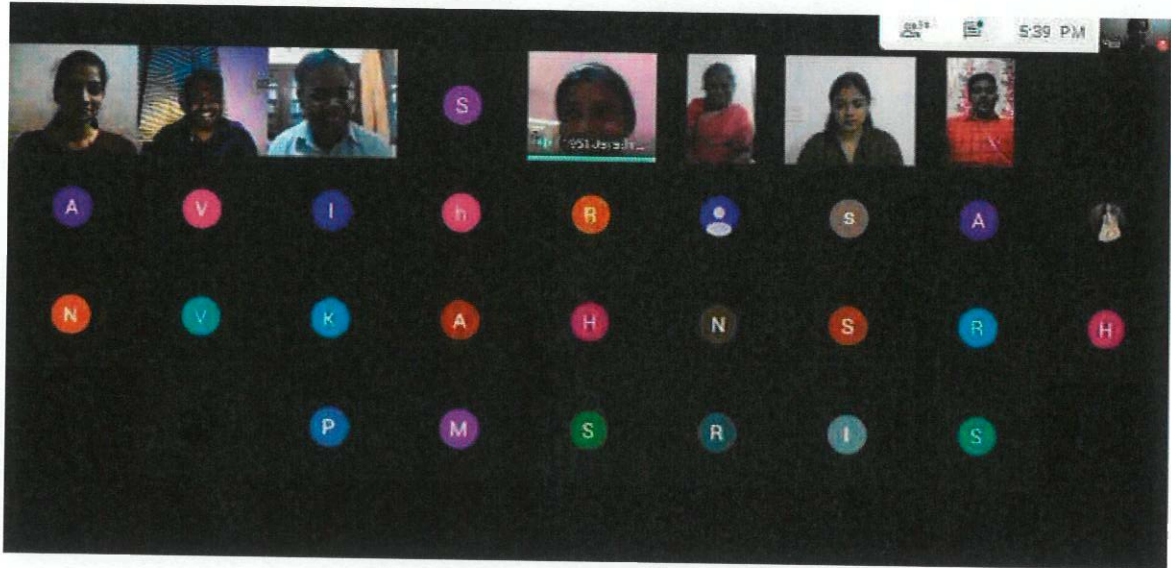 5:39 PM
S
A V I h R S A
N V K A H N S R H
P M S R I S